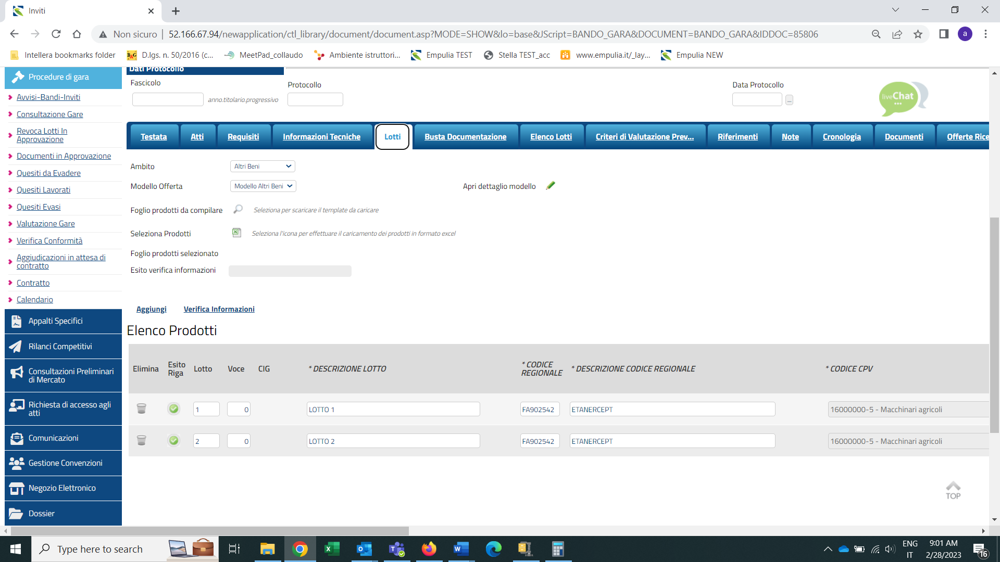 Inviti
Non sicuro
52.166.67.94/newapplication/ctl_library/document/document.asp?MODE=SHOW&lo=base&JScript=BANDO_GARA&DOCUMENT=BANDO_GARA&IDDOC=85806
a
Intellera bookmarks folder
B&G D.lgs. n. 50/2016 (c...
MeetPad_collaudo
Ambiente istruttori...
Empulia TEST
Stella TEST_acc
www.empulia.it/_lay...
Empulia NEW
Procedure di gara
Avvisi-Bandi-Inviti
Consultazione Gare
Revoca Lotti In
Approvazione
Documenti in Approvazione
Quesiti da Evadere
Quesiti Lavorati
Quesiti Evasi
Valutazione Gare
Verifica Conformità
Aggiudicazioni in attesa di
contratto
Contratto
Calendario
Appalti Specifici
Rilanci Competitivi
Consultazioni Preliminari
di Mercato
Richiesta di accesso agli
atti
Comunicazioni
Gestione Convenzioni
Negozio Elettronico
Dossier
Dati Protocollo
Fascicolo
anno.titolario.progressivo
Protocollo
Data Protocollo
...
liveChat
Testata
Atti
Requisiti
Informazioni Tecniche
Lotti
Busta Documentazione
Elenco Lotti
Criteri di Valutazione Prev...
Riferimenti
Note
Cronologia
Documenti
Offerte Rice
Ambito
Altri Beni
Modello Offerta
Modello Altri Beni
Apri dettaglio modello
Foglio prodotti da compilare
Seleziona per scaricare il template da caricare
Seleziona Prodotti
Seleziona l'icona per effettuare il caricamento dei prodotti in formato excel
Foglio prodotti selezionato
Esito verifica informazioni
Aggiungi
Verifica Informazioni
Elenco Prodotti
Elimina
Esito
Riga
Lotto
Voce
CIG
* DESCRIZIONE LOTTO
* CODICE
REGIONALE
* DESCRIZIONE CODICE REGIONALE
* CODICE CPV
1 0 LOTTO 1 FA902542 ETANERCEPT 16000000-5 - Macchinari agricoli
2 0 LOTTO 2 FA902542 ETANERCEPT 16000000-5 - Macchinari agricoli
TOP
Type here to search
ENG
IT
9:01 AM
2/28/2023
16